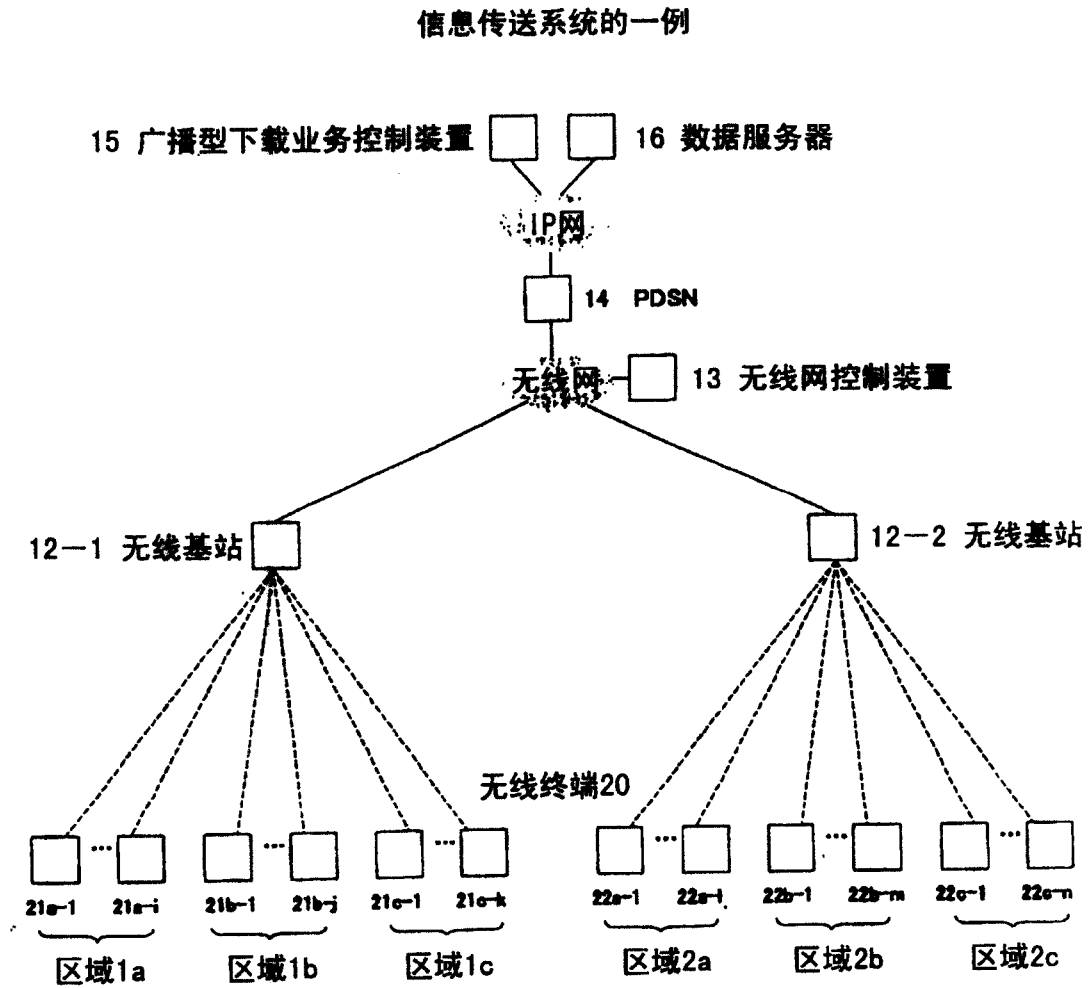 信息传送系统的一例
15 广播型下载业务控制装置
16 数据服务器
IP网
14 PDSN
无线网
13 无线网控制装置
12－1 无线基站
12－2 无线基站
无线终端20
21a-1 … 21a-i 21b-1 … 21b-j 21c-1 … 21c-k
22a-1 … 22a-l 22b-1 … 22b-m 22c-1 … 22c-n
区域1a 区域1b 区域1c 区域2a 区域2b 区域2c